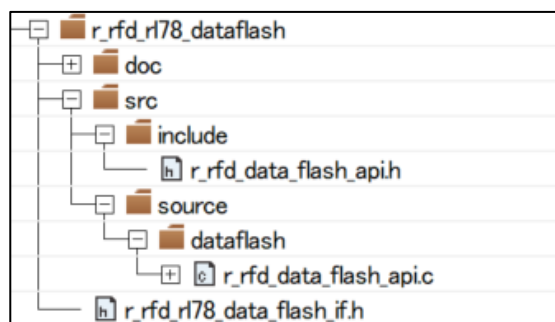 r_rfd_rl78_dataflash
doc
src
include
r_rfd_data_flash_api.h
source
dataflash
r_rfd_data_flash_api.c
r_rfd_rl78_data_flash_if.h